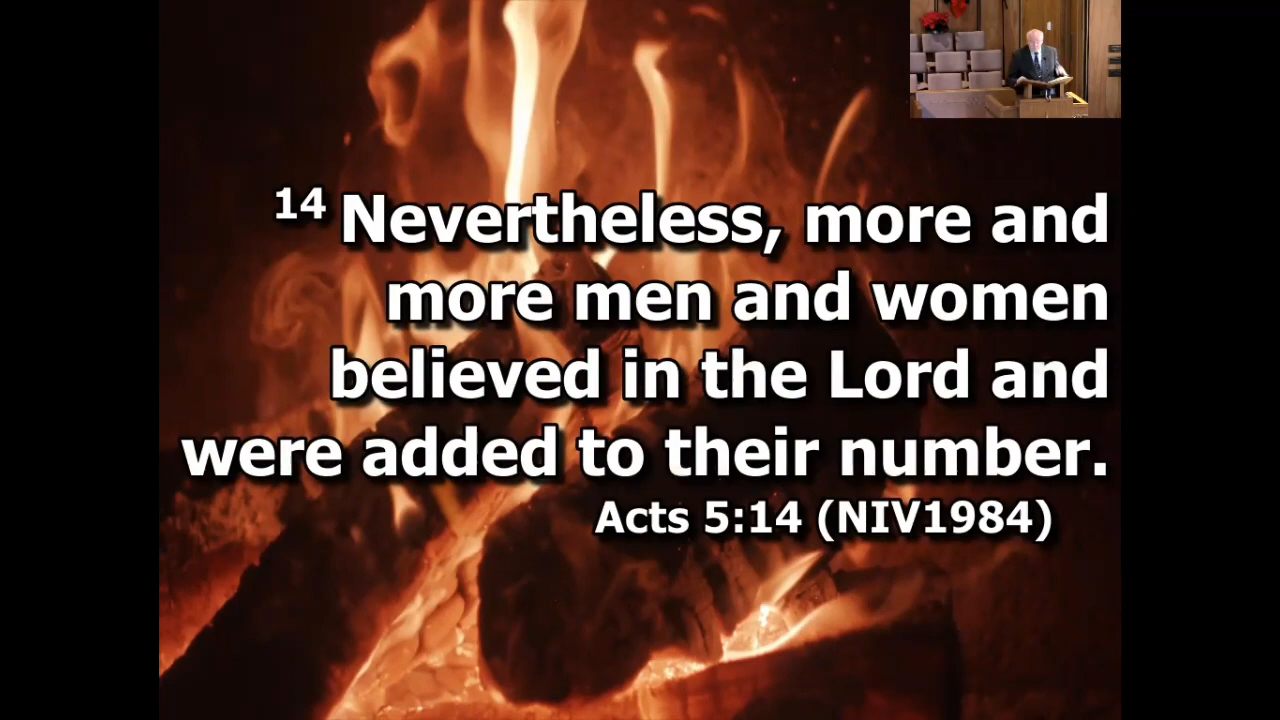 14 Nevertheless, more and
more men and women
believed in the Lord and
were added to their number.
Acts 5:14 (NIV1984)